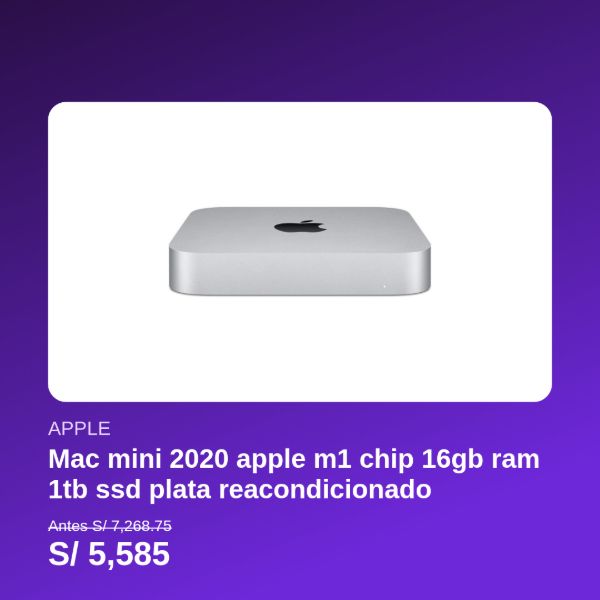 APPLE
Mac mini 2020 apple m1 chip 16gb ram
1tb ssd plata reacondicionado
Antes S/ 7,268.75
S/ 5,585